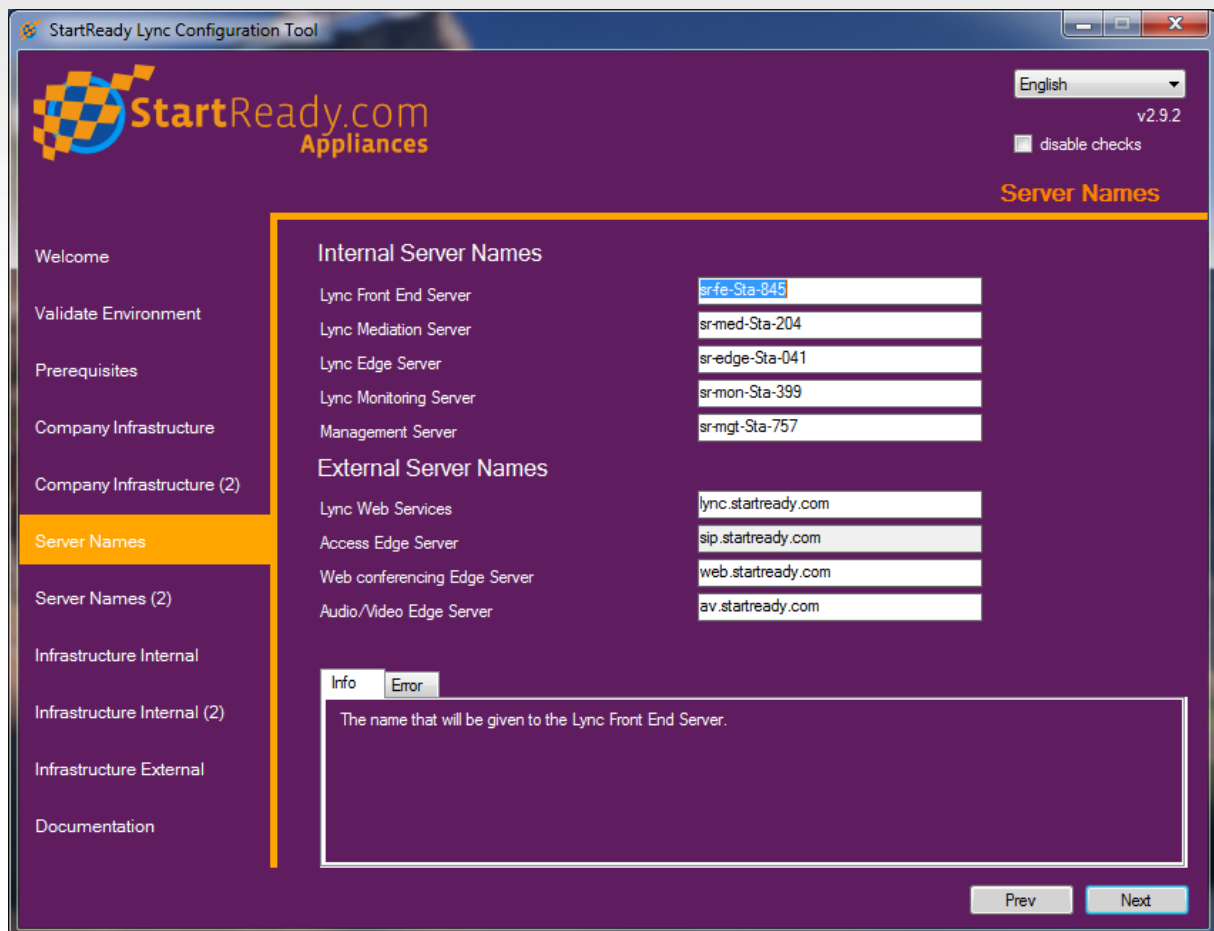 StartReady Lync Configuration Tool
StartReady.com
Appliances
English
v2.9.2
disable checks
Server Names
Welcome
Validate Environment
Prerequisites
Company Infrastructure
Company Infrastructure (2)
Server Names
Server Names (2)
Infrastructure Internal
Infrastructure Internal (2)
Infrastructure External
Documentation
Internal Server Names
Lync Front End Server sr-fe-Sta-845
Lync Mediation Server sr-med-Sta-204
Lync Edge Server sr-edge-Sta-041
Lync Monitoring Server sr-mon-Sta-399
Management Server sr-mgt-Sta-757
External Server Names
Lync Web Services lync.startready.com
Access Edge Server sip.startready.com
Web conferencing Edge Server web.startready.com
Audio/Video Edge Server av.startready.com
Info Error
The name that will be given to the Lync Front End Server.
Prev Next